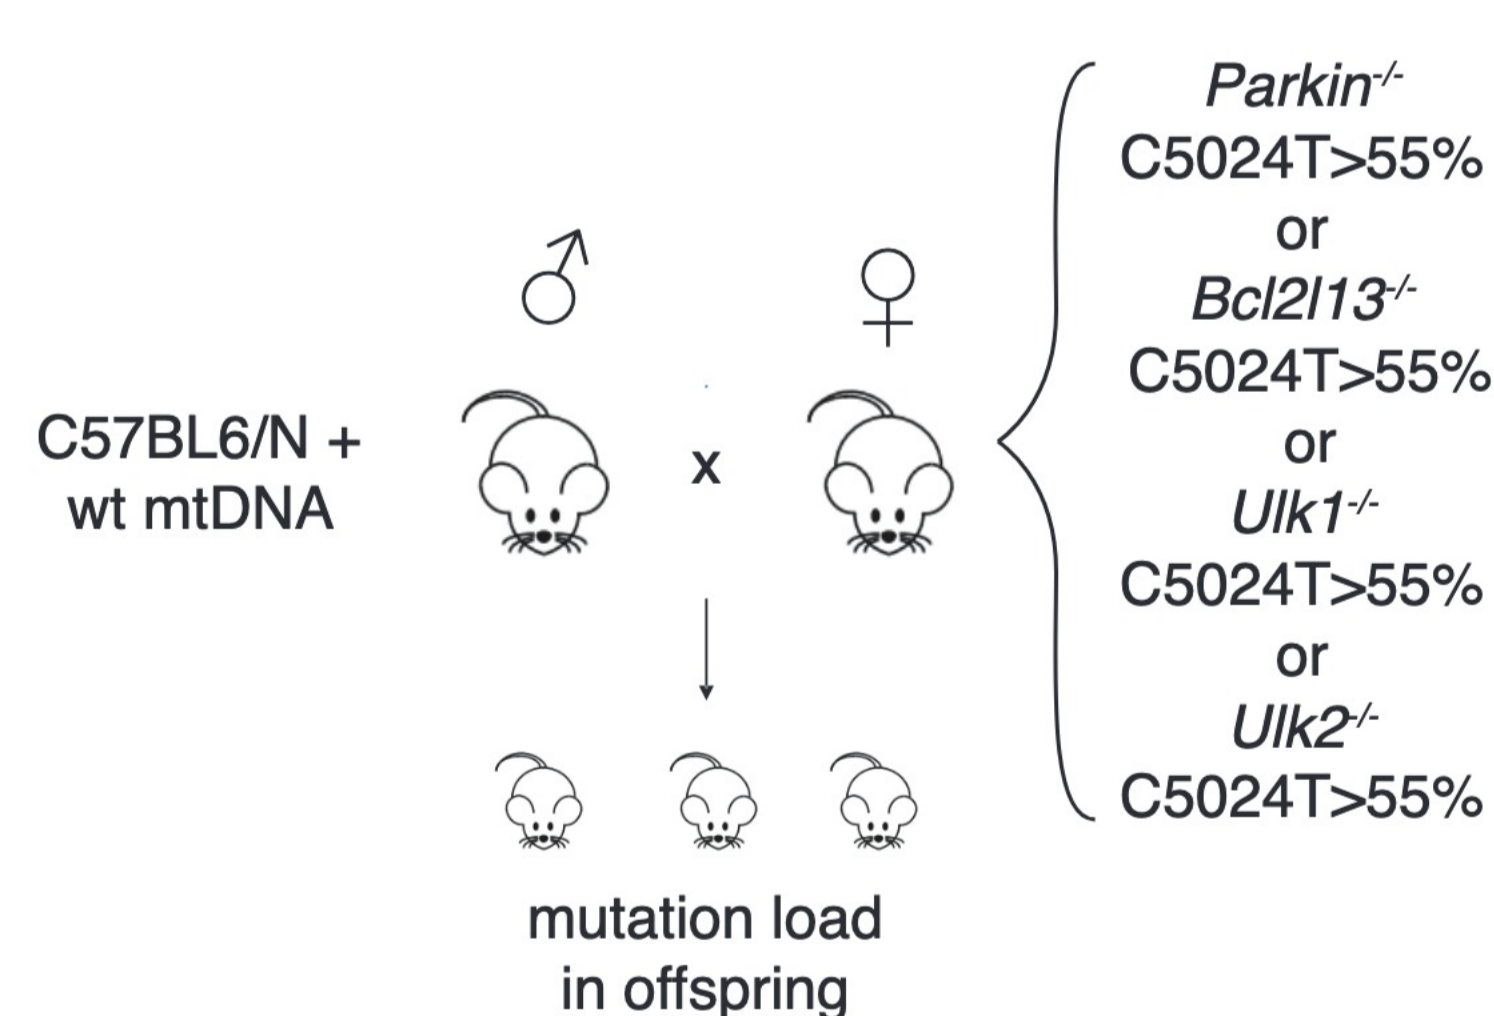 C57BL6/N +
wt mtDNA
♂
♀
x
Parkin-/-
C5024T>55%
or
Bcl2l13-/-
C5024T>55%
or
Ulk1-/-
C5024T>55%
or
Ulk2-/-
C5024T>55%
mutation load
in offspring